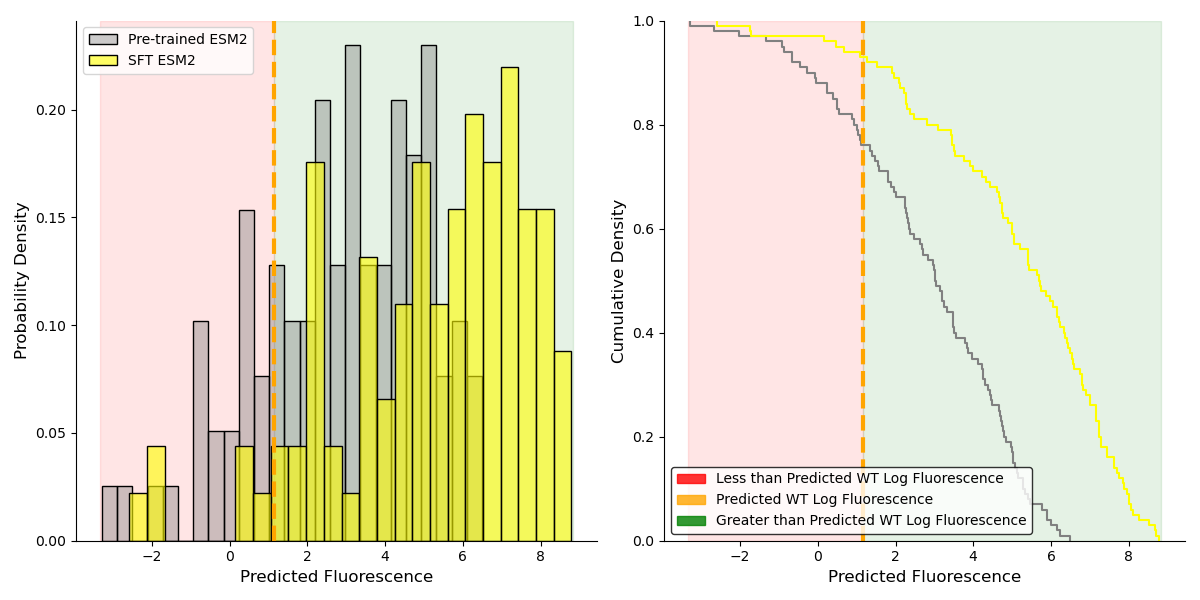 Pre-trained ESM2
SFT ESM2
0.20
0.15
0.10
0.05
0.00
Probability Density
−2
0
2
4
6
8
Predicted Fluorescence
1.0
0.8
0.6
0.4
0.2
0.0
Cumulative Density
Less than Predicted WT Log Fluorescence
Predicted WT Log Fluorescence
Greater than Predicted WT Log Fluorescence
−2
0
2
4
6
8
Predicted Fluorescence